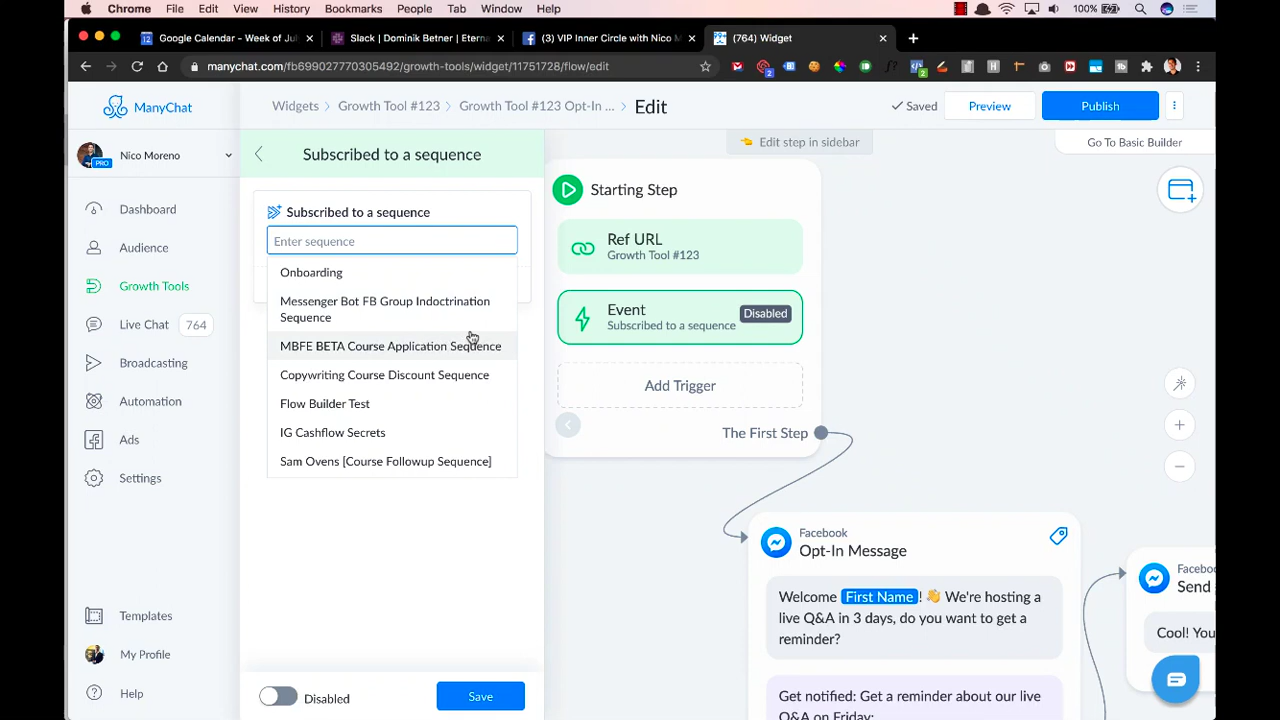 Chrome File Edit View History Bookmarks People Tab Window Help 100%
Google Calendar - Week of Jul
Slack | Dominik Betner | Eterna
(3) VIP Inner Circle with Nico M
(764) Widget
manychat.com/fb699027770305492/growth-tools/widget/11751728/flow/edit
ManyChat
Widgets > Growth Tool #123 > Growth Tool #123 Opt-In ... > Edit
Saved
Preview
Publish
Nico Moreno
PRO
Dashboard
Audience
Growth Tools
Live Chat 764
Broadcasting
Automation
Ads
Settings
Templates
My Profile
Help
Subscribed to a sequence
Subscribed to a sequence
Enter sequence
Onboarding
Messenger Bot FB Group Indoctrination
Sequence
MBFE BETA Course Application Sequence
Copywriting Course Discount Sequence
Flow Builder Test
IG Cashflow Secrets
Sam Ovens [Course Followup Sequence]
Disabled
Save
Edit step in sidebar
Go To Basic Builder
Starting Step
Ref URL
Growth Tool #123
Event
Subscribed to a sequence
Disabled
Add Trigger
The First Step
Facebook
Opt-In Message
Welcome First Name! 👋 We're hosting a
live Q&A in 3 days, do you want to get a
reminder?
Get notified: Get a reminder about our live
Q&A on Friday:
Facebo
Send
Cool! You